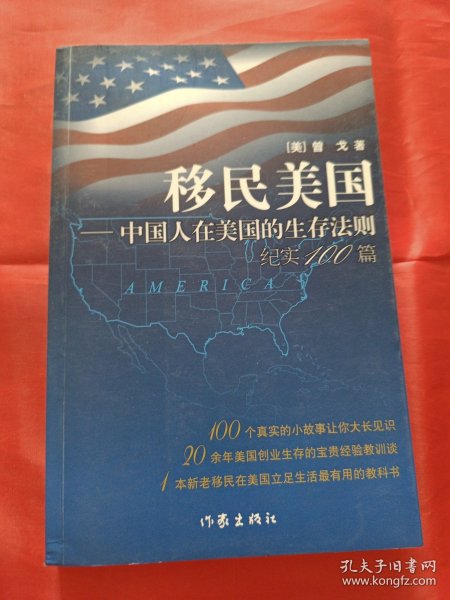 [美] 曾 戈 著
移民美国
——中国人在美国的生存法则
纪实100篇
AMERICA
100个真实的小故事让你大长见识
20余年美国创业生存的宝贵经验教训谈
1本新老移民在美国立足生活最有用的教科书
作家出版社
孔夫子旧书网
www.kongfz.com